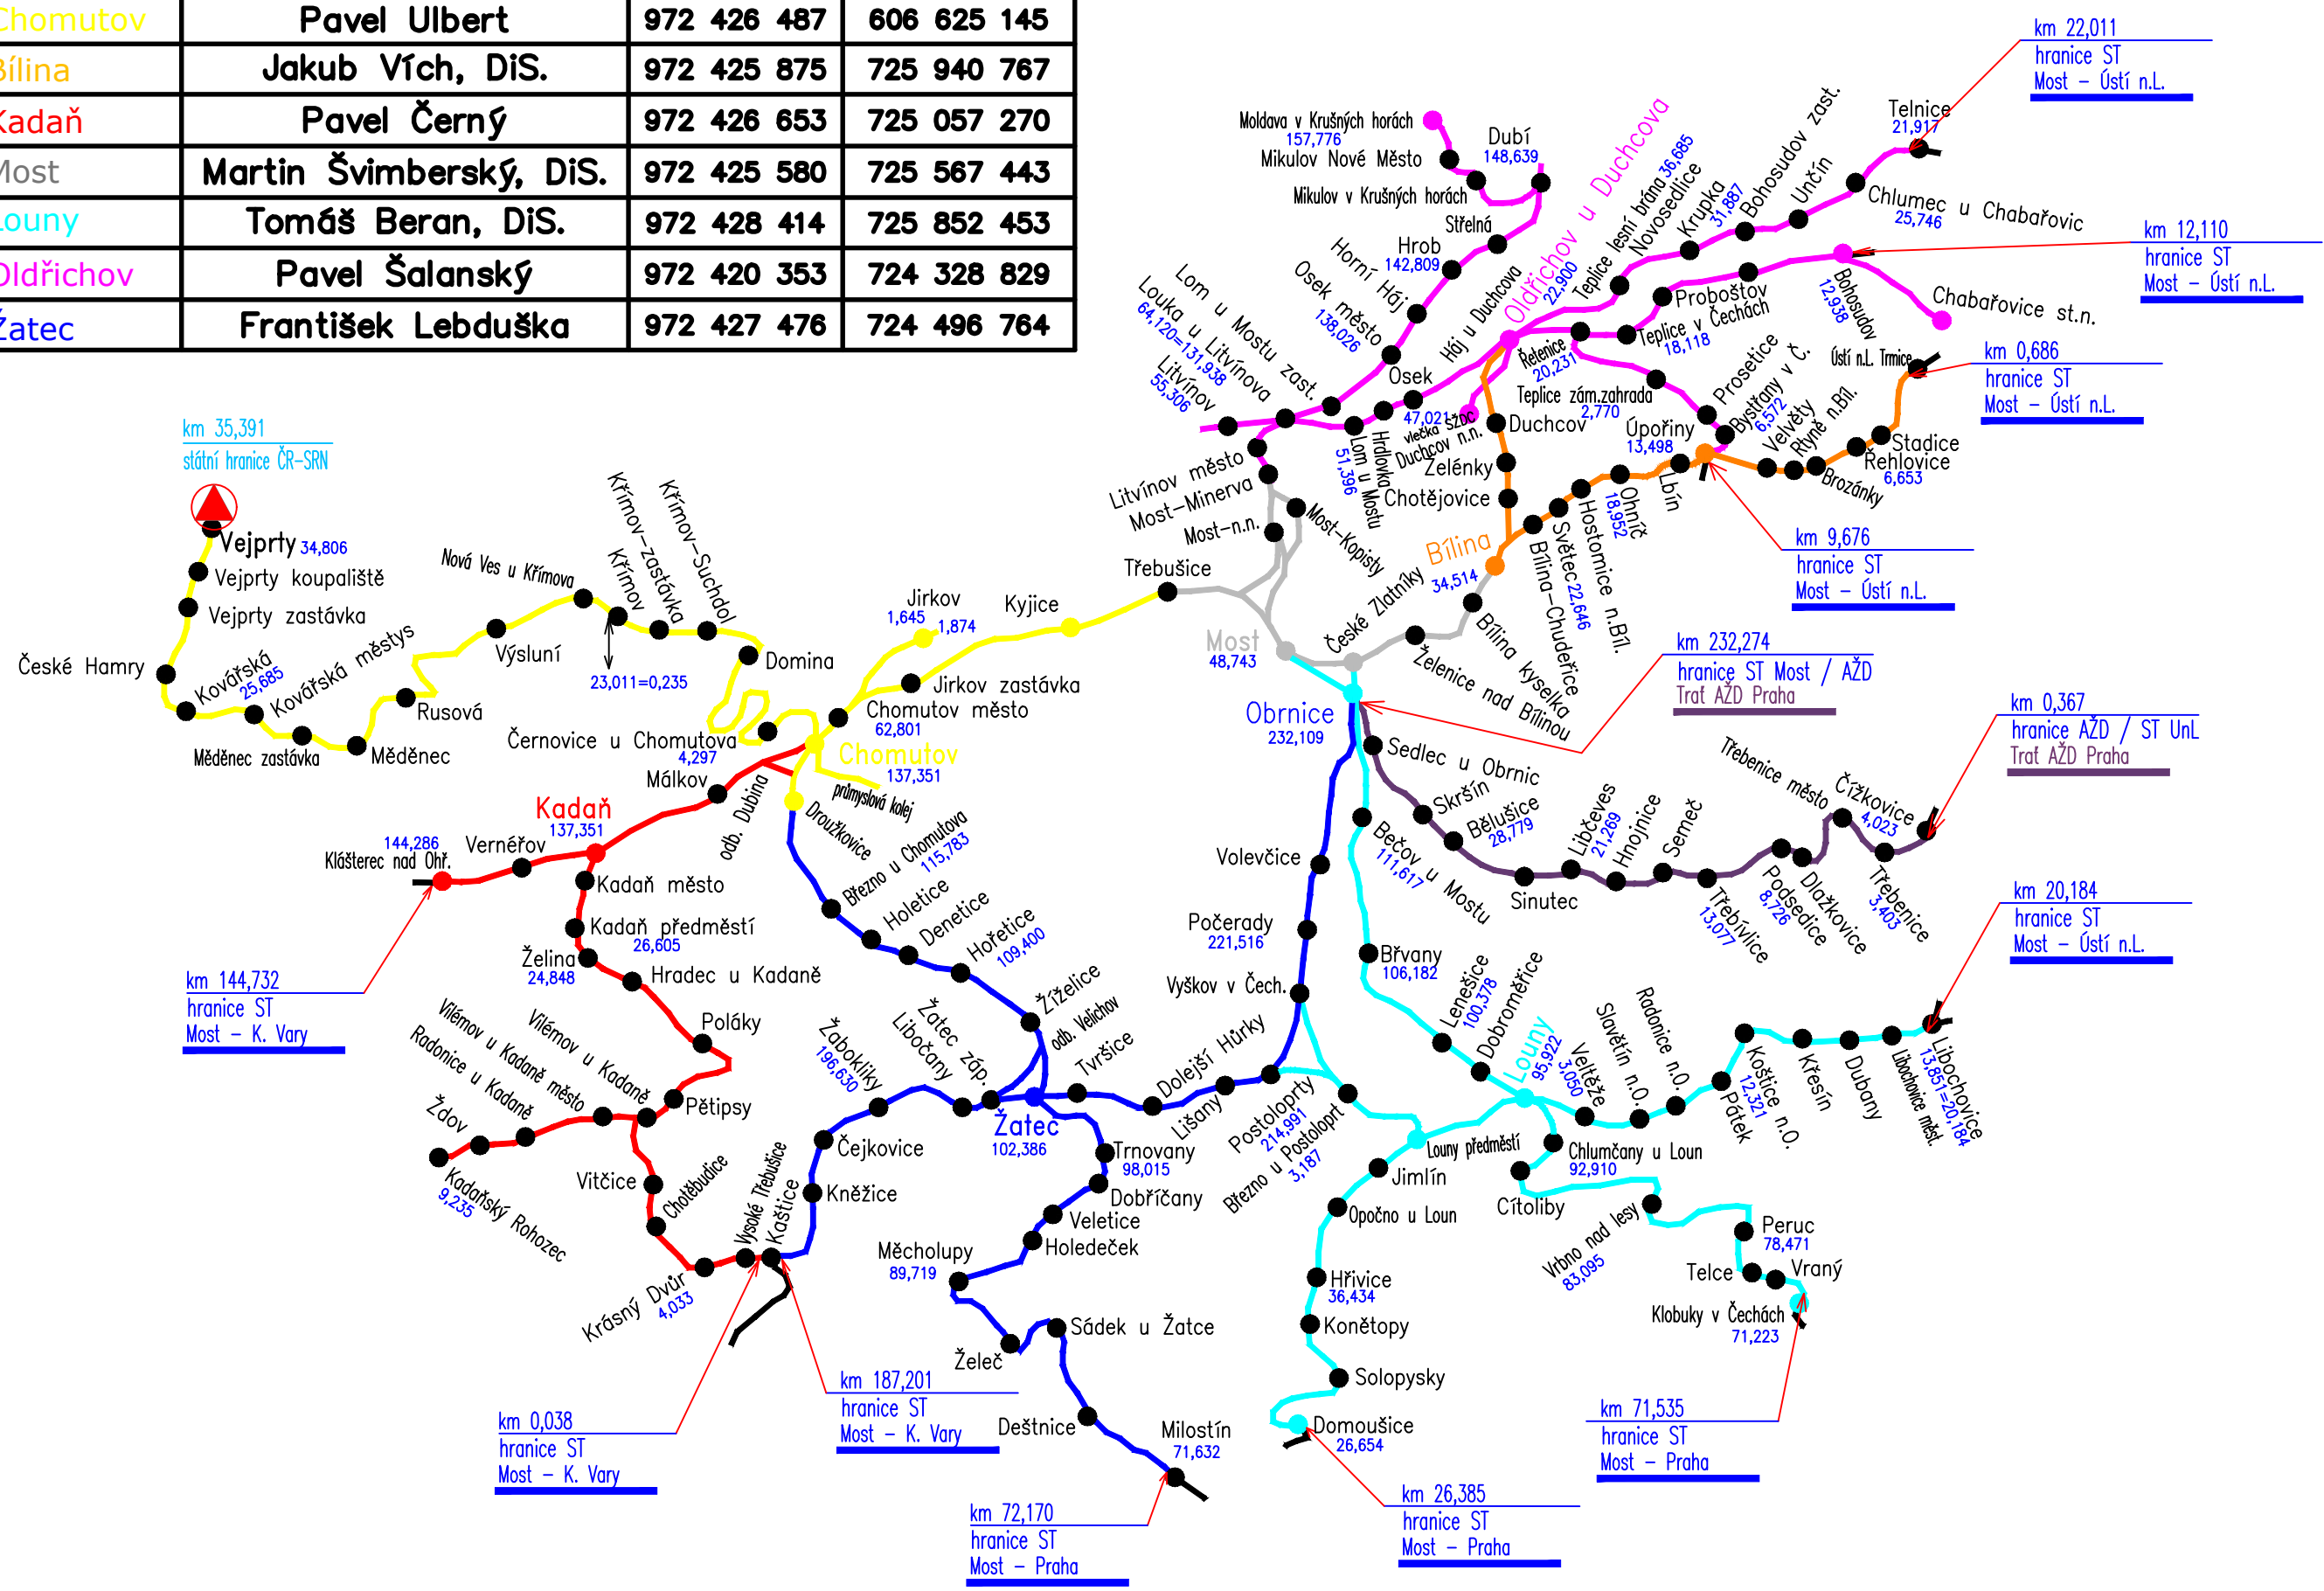 Chomutov Pavel Ulbert 972 426 487 606 625 145
Bílina Jakub Vích, DiS. 972 425 875 725 940 767
Kadaň Pavel Černý 972 426 653 725 057 270
Most Martin Švimberský, DiS. 972 425 580 725 567 443
Louny Tomáš Beran, DiS. 972 428 414 725 852 453
Oldřichov Pavel Šalanský 972 420 353 724 328 829
Žatec František Lebduška 972 427 476 724 496 764
km 22,011
hranice ST
Most – Ústí n.L.
km 12,110
hranice ST
Most – Ústí n.L.
km 0,686
hranice ST
Most – Ústí n.L.
km 9,676
hranice ST
Most – Ústí n.L.
km 232,274
hranice ST Most / AŽD
Trať AŽD Praha
km 0,367
hranice AŽD / ST UnL
Trať AŽD Praha
km 20,184
hranice ST
Most – Ústí n.L.
km 71,535
hranice ST
Most – Praha
km 26,385
hranice ST
Most – Praha
km 72,170
hranice ST
Most – Praha
km 187,201
hranice ST
Most – K. Vary
km 0,038
hranice ST
Most – K. Vary
km 144,732
hranice ST
Most – K. Vary
km 35,391
státní hranice ČR-SRN
Moldava v Krušných horách
157,776
Mikulov Nové Město
Mikulov v Krušných horách
Dubí
148,639
Střelná
Hrob
142,809
Horní Háj
Osek město
138,026
Lom u Mostu zast.
Louka u Litvínova
64,120=131,938
Litvínov
55,306
Litvínov město
Most-Minerva
Most-n.n.
Most-Kopisty
Lom u Mostu
51,396
Hrdlovka
Osek
47,021
vlečka SŽDC
Duchcov n.n.
Háj u Duchcova
Oldřichov u Duchcova
22,900
Teplice lesní brána 36,685
Novosedlice
Krupka
31,887
Bohosudov zast.
Unčín
Chlumec u Chabařovic
25,746
Telnice
21,917
Řetenice
20,231
Teplice v Čechách
18,118
Proboštov
Bohosudov
12,938
Chabařovice st.n.
Teplice zám.zahrada
2,770
Prosetice
Bystřany v Č.
6,572
Úpořiny
13,498
Velvěty
Rtyně n.Bíl.
Brozánky
Řehlovice
6,653
Stadice
Ústí n.L. Trmice
Duchcov
Želénky
Chotějovice
Bílina
34,514
Lbín
Ohníč
18,952
Hostomice n.Bíl.
Světec 22,646
Bílina-Chudeřice
Bílina kyselka
Želenice nad Bílinou
České Zlatníky
Most
48,743
Třebušice
Kyjice
Jirkov
1,645
1,874
Jirkov zastávka
Chomutov město
62,801
Chomutov
137,351
průmyslová kolej
Droužkovice
Černovice u Chomutova
4,297
Domina
Křimov-Suchdol
Křimov-zastávka
Křimov
23,011=0,235
Nová Ves u Křimova
Výsluní
Rusová
Měděnec
Měděnec zastávka
Kovářská městys
Kovářská
25,685
České Hamry
Vejprty zastávka
Vejprty koupaliště
Vejprty 34,806
Málkov
odb. Dubina
Kadaň
137,351
Vernéřov
144,286
Klášterec nad Ohř.
Kadaň město
Kadaň předměstí
26,605
Želina
24,848
Hradec u Kadaně
Poláky
Pětipsy
Vilémov u Kadaně
Vilémov u Kadaně město
Radonice u Kadaně
Ždov
Kadaňský Rohozec
9,235
Vitčice
Chotěbudice
Krásný Dvůr
4,033
Vysoké Třebušice
Kaštice
Kněžice
Čejkovice
Žabokliky
196,630
Libočany
Žatec záp.
Žatec
102,386
odb. Velichov
Žíželice
Hořetice
109,400
Denetice
Holetice
Březno u Chomutova
115,783
Tvršice
Dolejší Hůrky
Lišany
Postoloprty
214,991
Březno u Postoloprt
3,187
Vyškov v Čech.
Počerady
221,516
Volevčice
Obrnice
232,109
Sedlec u Obrnic
Skršín
Bělušice
28,779
Sinutec
Libčeves
21,269
Hnojnice
Semeč
Třebívlice
13,077
Podsedice
8,726
Dlažkovice
Třebenice město
Třebenice
3,403
Čížkovice
4,023
Bečov u Mostu
111,617
Břvany
106,182
Lenešice
100,378
Dobroměřice
Louny
95,922
Veltěže
3,050
Slavětín n.O.
Radonice n.O.
Pátek
Koštice n.O.
12,321
Křesín
Dubany
Libochovice měst.
Libochovice
13,851=20,184
Louny předměstí
Chlumčany u Loun
92,910
Cítoliby
Vrbno nad lesy
83,095
Peruc
78,471
Telce
Vraný
Klobuky v Čechách
71,223
Jimlín
Opočno u Loun
Hřivice
36,434
Konětopy
Solopysky
Domoušice
26,654
Trnovany
98,015
Dobříčany
Veletice
Holedeček
Měcholupy
89,719
Želeč
Sádek u Žatce
Deštnice
Milostín
71,632